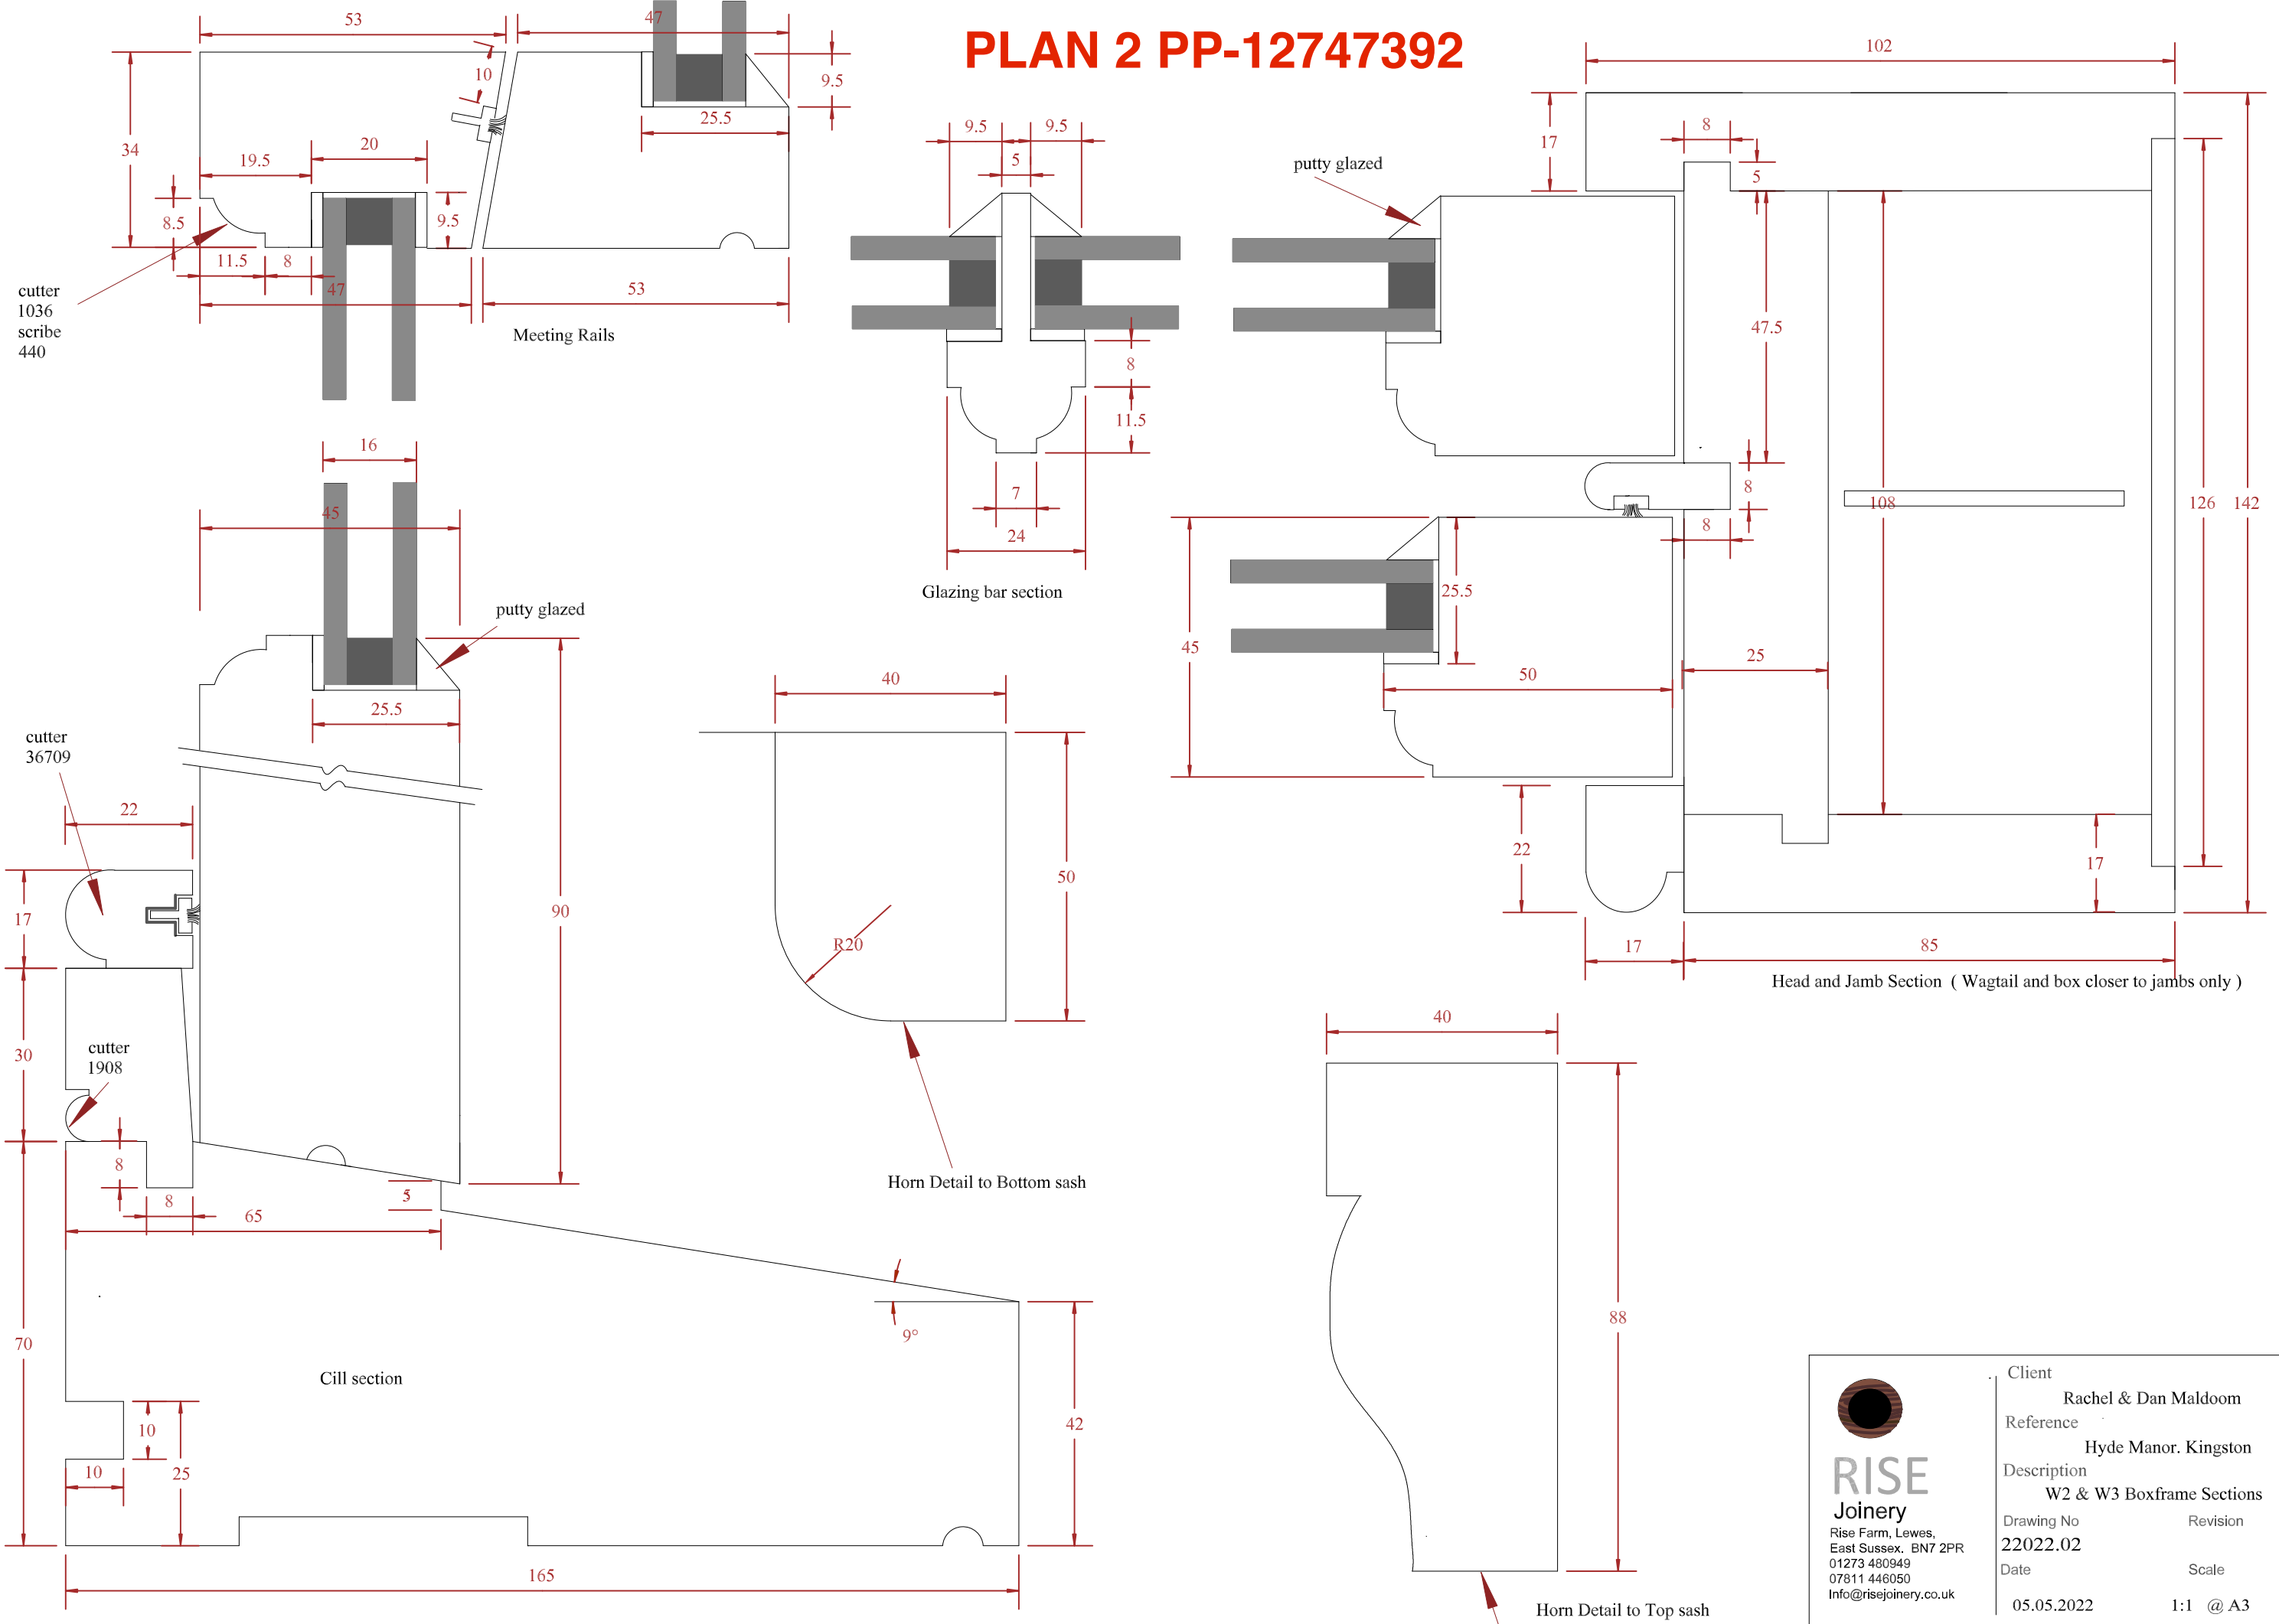 PLAN 2 PP-12747392
53
47
10
9.5
25.5
34
20
19.5
9.5
8.5
11.5
8
47
53
cutter
1036
scribe
440
Meeting Rails
9.5
9.5
5
8
11.5
7
24
Glazing bar section
102
17
8
5
putty glazed
47.5
8
8
108
126
142
25.5
45
50
25
22
17
17
85
Head and Jamb Section ( Wagtail and box closer to jambs only )
16
45
putty glazed
25.5
cutter
36709
22
17
90
30
cutter
1908
8
8
5
65
9°
70
Cill section
10
10
25
42
165
40
50
R20
Horn Detail to Bottom sash
40
88
Horn Detail to Top sash
RISE
Joinery
Rise Farm, Lewes,
East Sussex. BN7 2PR
01273 480949
07811 446050
Info@risejoinery.co.uk
Client
Rachel & Dan Maldoom
Reference
Hyde Manor. Kingston
Description
W2 & W3 Boxframe Sections
Drawing No Revision
22022.02
Date Scale
05.05.2022 1:1 @ A3